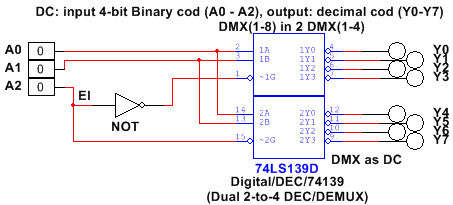 DC: input 4-bit Binary cod (A0 - A2), output: decimal cod (Y0-Y7)
DMX(1-8) in 2 DMX(1-4)
A0 0
A1 0
A2 0
EI
NOT
2 1A 1Y0 4 Y0
3 1B 1Y1 5 Y1
1Y2 6 Y2
1 ~1G 1Y3 7 Y3
14 2A 2Y0 12 Y4
13 2B 2Y1 11 Y5
2Y2 10 Y6
15 ~2G 2Y3 9 Y7
74LS139D
DMX as DC
Digital/DEC/74139
(Dual 2-to-4 DEC/DEMUX)